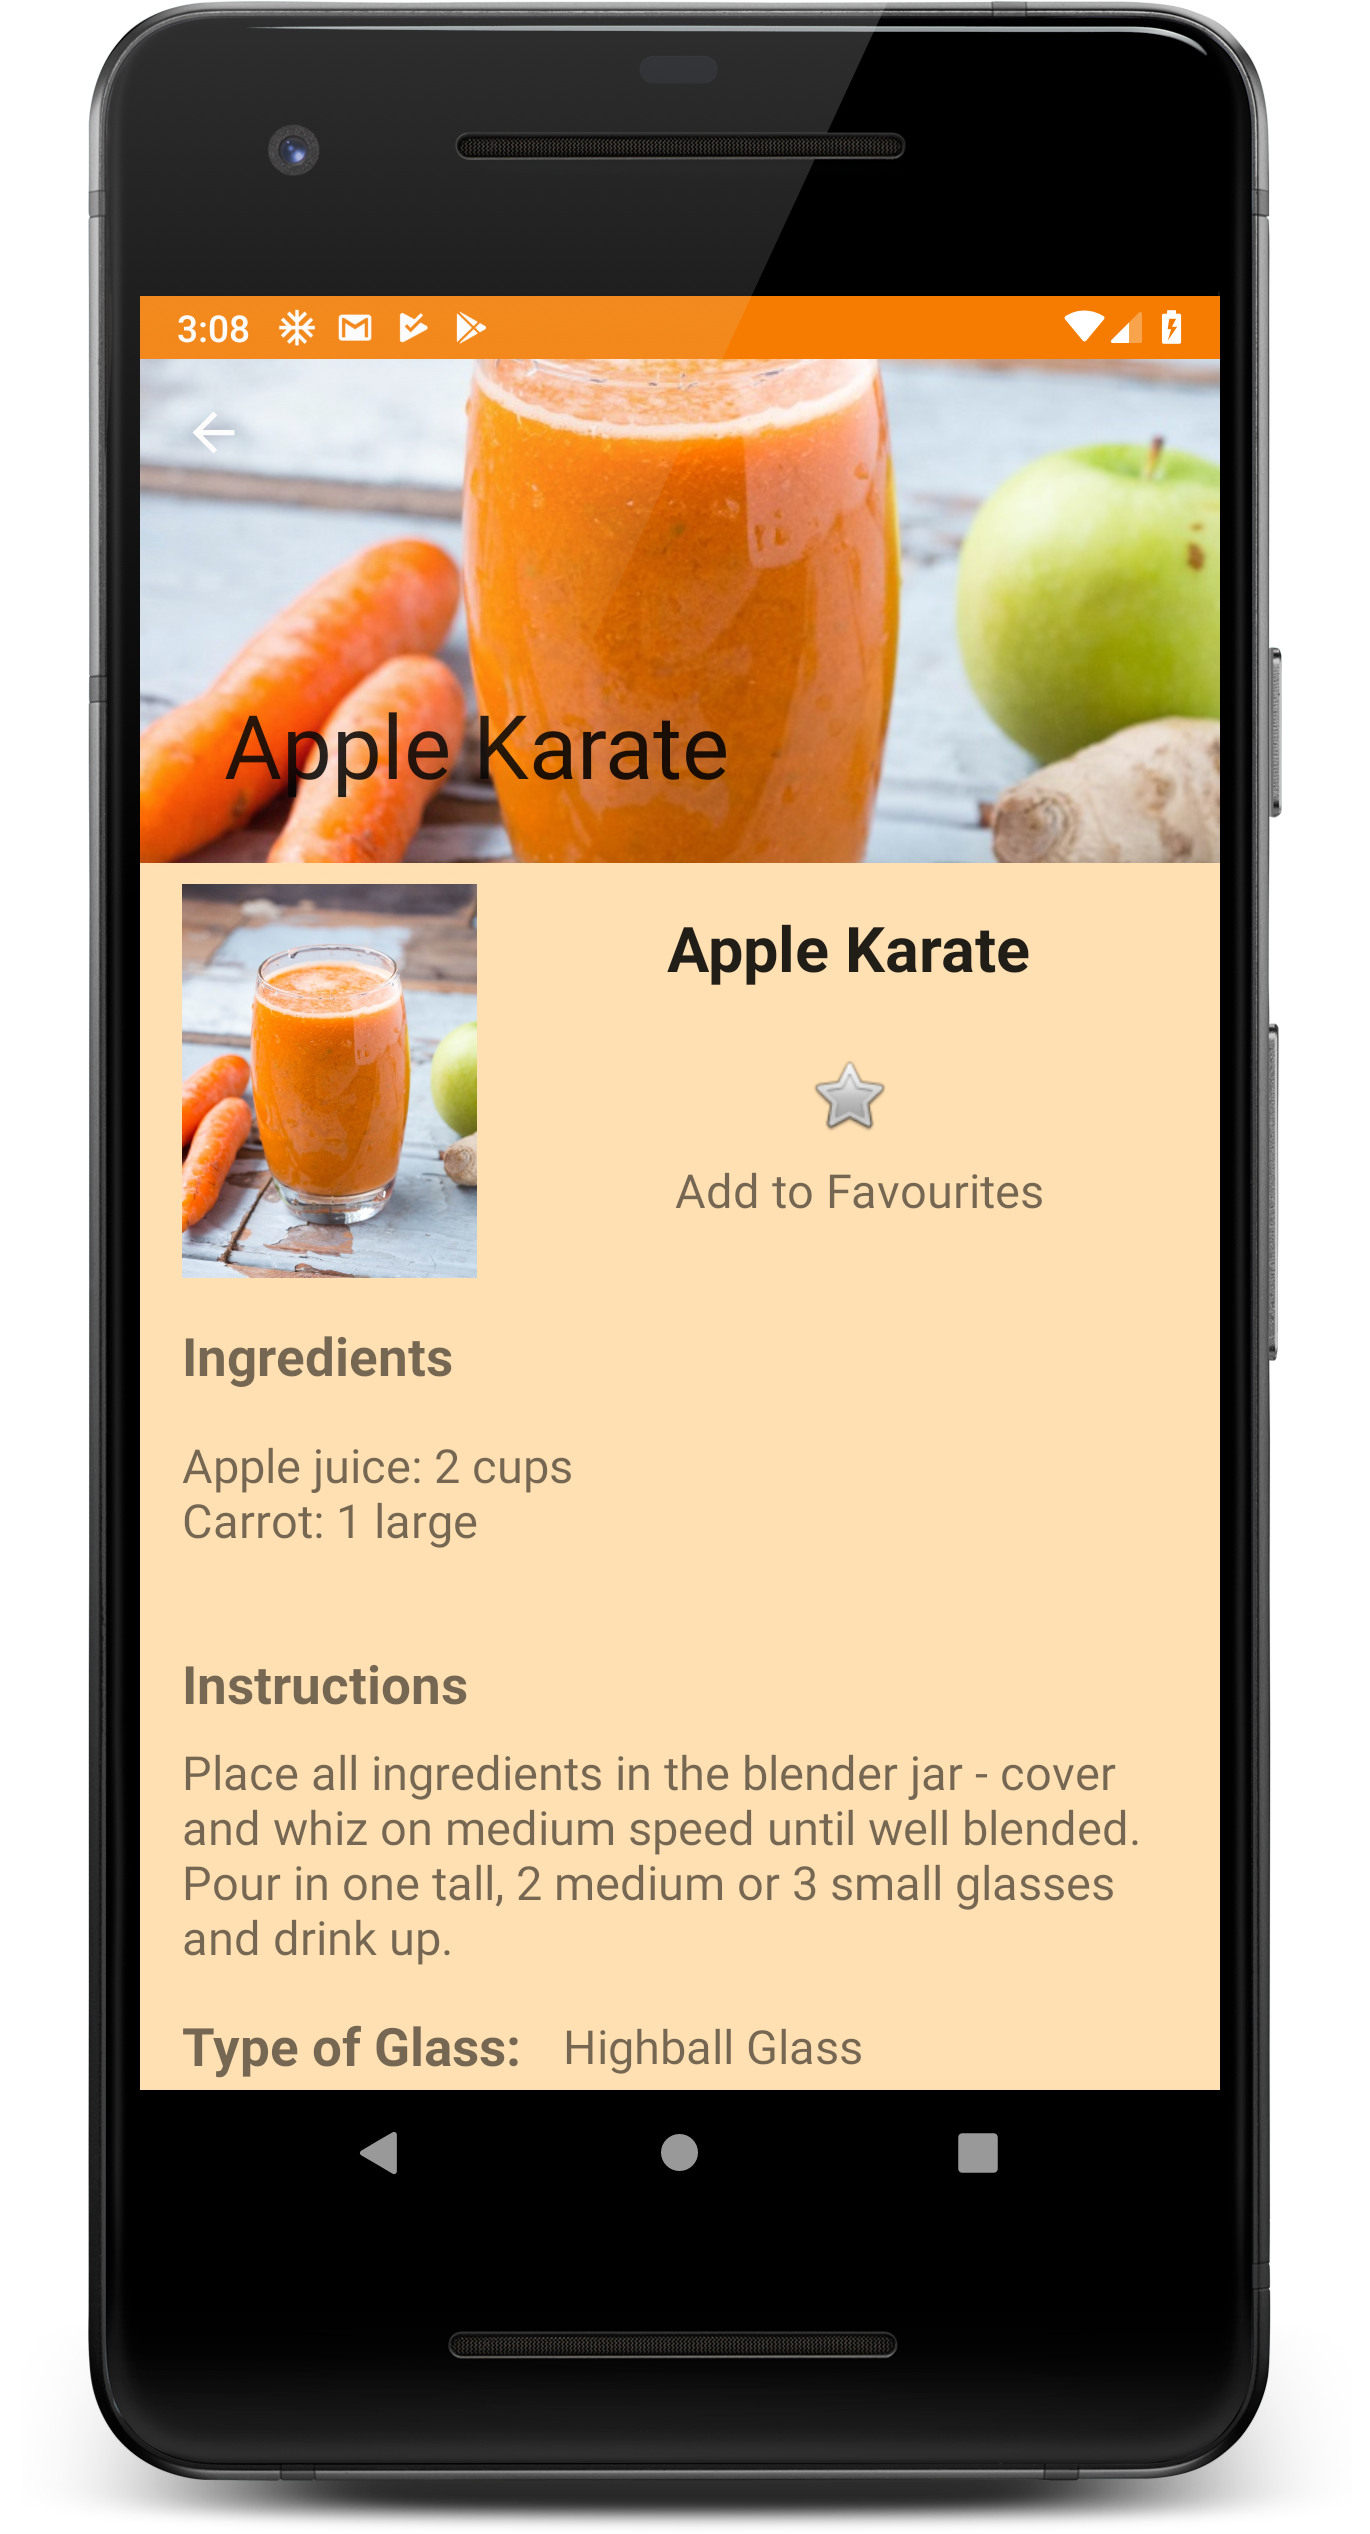 3:08
Apple Karate
Apple Karate
Add to Favourites
Ingredients
Apple juice: 2 cups
Carrot: 1 large
Instructions
Place all ingredients in the blender jar - cover
and whiz on medium speed until well blended.
Pour in one tall, 2 medium or 3 small glasses
and drink up.
Type of Glass: Highball Glass